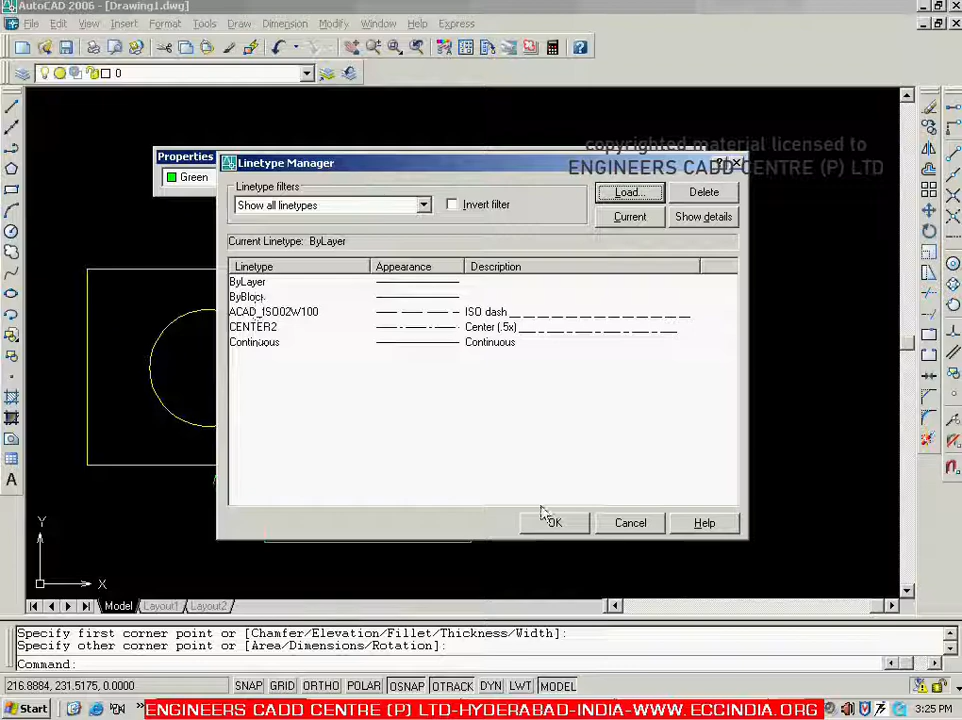 AutoCAD 2006 - [Drawing1.dwg]
File Edit View Insert Format Tools Draw Dimension Modify Window Help Express
0
copyrighted material licensed to
ENGINEERS CADD CENTRE (P) LTD
Properties
Linetype Manager
Green
Linetype filters
Show all linetypes
Invert filter
Load...
Delete
Current
Show details
Current Linetype: ByLayer
Linetype Appearance Description
ByLayer
ByBlock
ACAD_ISO02W100 ISO dash
CENTER2 Center (.5x)
Continuous Continuous
OK Cancel Help
Y
X
Model Layout1 Layout2
Specify first corner point or [Chamfer/Elevation/Fillet/Thickness/Width]:
Specify other corner point or [Area/Dimensions/Rotation]:
Command:
216.8884, 231.5175, 0.0000 SNAP GRID ORTHO POLAR OSNAP OTRACK DYN LWT MODEL
Start
ENGINEERS CADD CENTRE (P) LTD-HYDERABAD-INDIA-WWW.ECCINDIA.ORG
3:25 PM